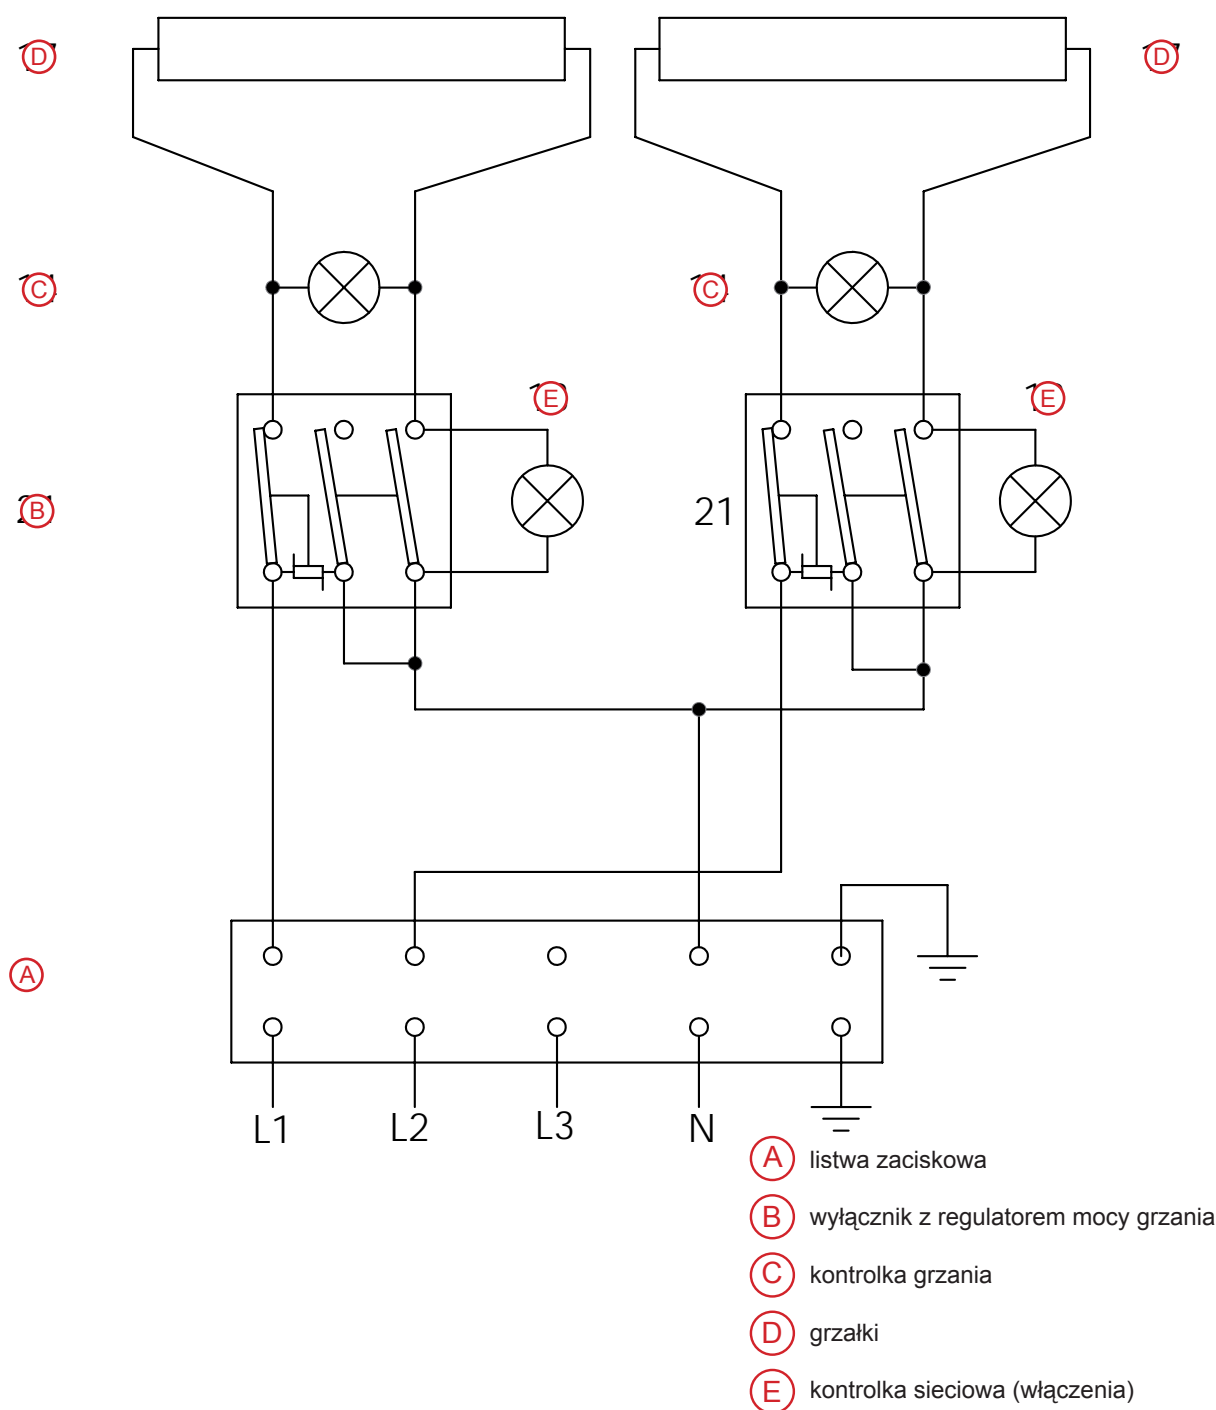 D
D
C
C
E
E
B
21
A
L1
L2
L3
N
A listwa zaciskowa
B wyłącznik z regulatorem mocy grzania
C kontrolka grzania
D grzałki
E kontrolka sieciowa (włączenia)